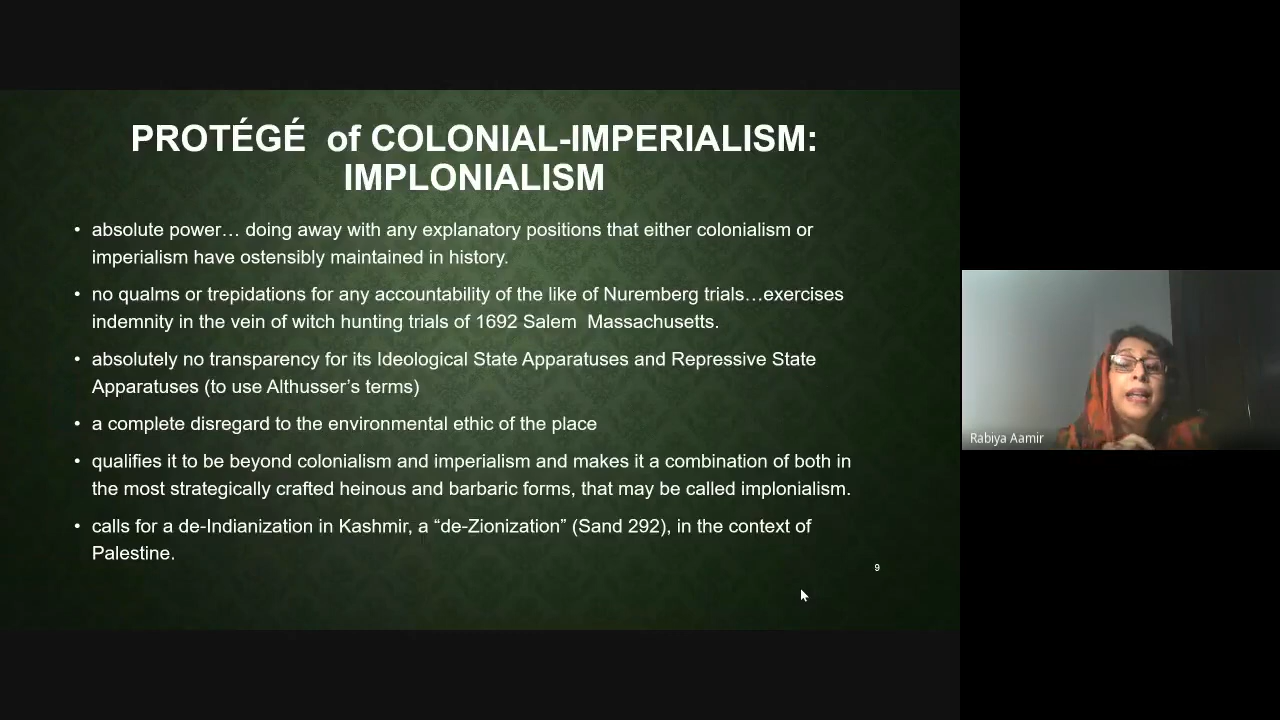 PROTÉGÉ of COLONIAL-IMPERIALISM:
IMPLONIALISM
• absolute power… doing away with any explanatory positions that either colonialism or
imperialism have ostensibly maintained in history.
• no qualms or trepidations for any accountability of the like of Nuremberg trials…exercises
indemnity in the vein of witch hunting trials of 1692 Salem Massachusetts.
• absolutely no transparency for its Ideological State Apparatuses and Repressive State
Apparatuses (to use Althusser’s terms)
• a complete disregard to the environmental ethic of the place
• qualifies it to be beyond colonialism and imperialism and makes it a combination of both in
the most strategically crafted heinous and barbaric forms, that may be called implonialism.
• calls for a de-Indianization in Kashmir, a “de-Zionization” (Sand 292), in the context of
Palestine.
9
Rabiya Aamir